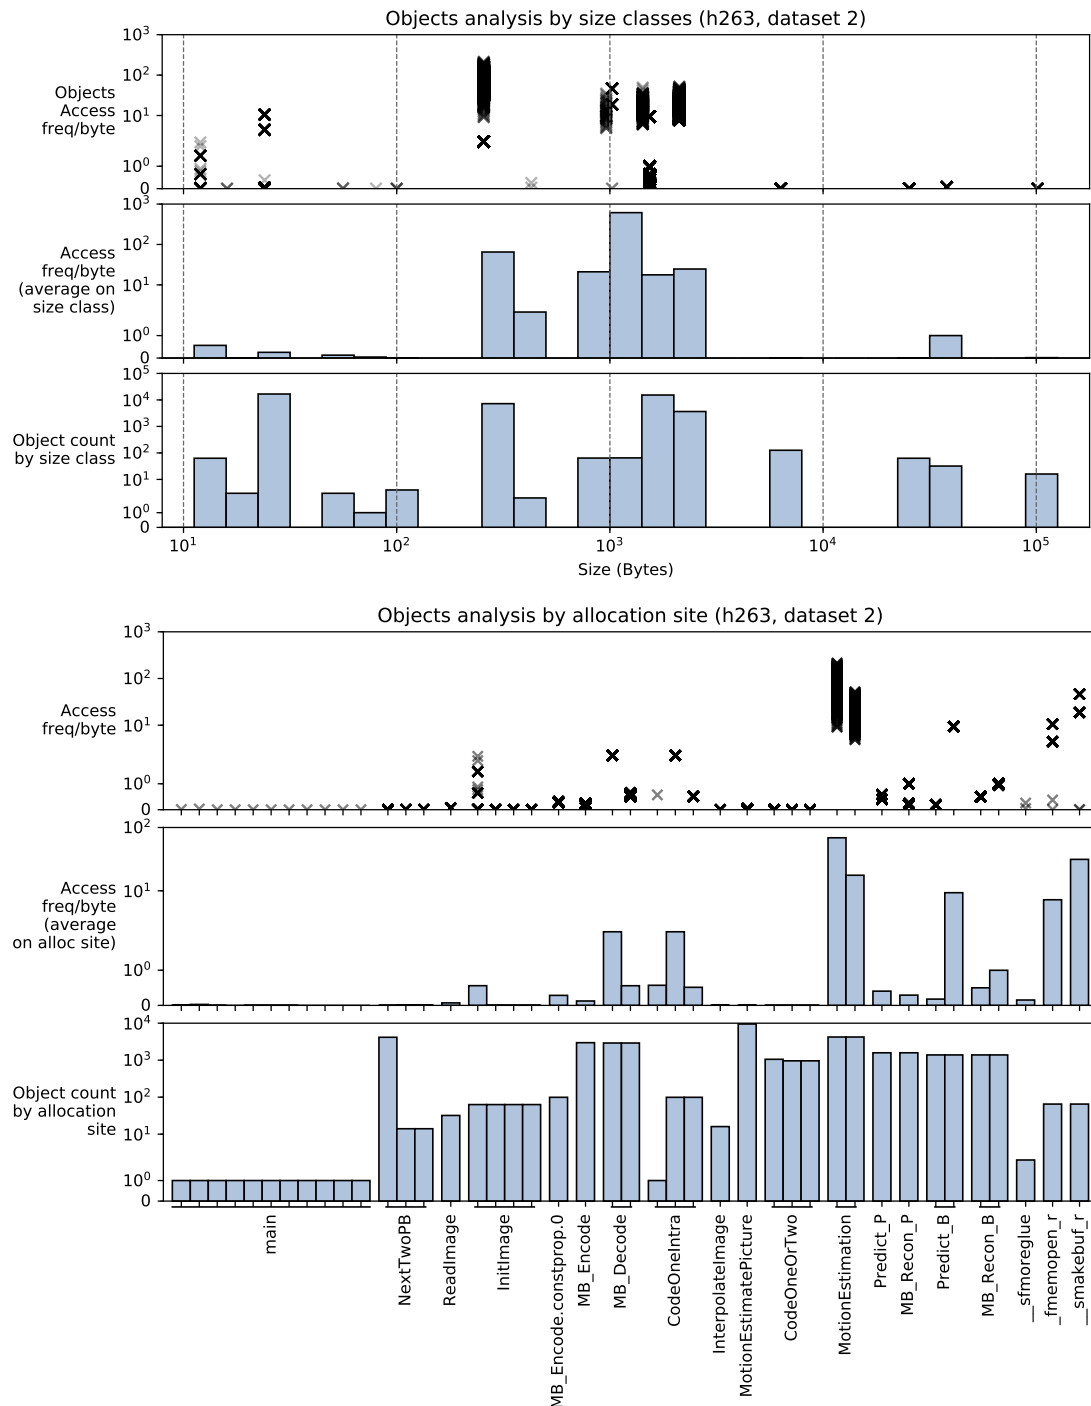 Objects analysis by size classes (h263, dataset 2)
Objects
Access
freq/byte
10³
10²
10¹
10⁰
0
Access
freq/byte
(average on
size class)
10³
10²
10¹
10⁰
0
Object count
by size class
10⁵
10⁴
10³
10²
10¹
10⁰
0
10¹ 10² 10³ 10⁴ 10⁵
Size (Bytes)
Objects analysis by allocation site (h263, dataset 2)
Access
freq/byte
10³
10²
10¹
10⁰
0
Access
freq/byte
(average
on alloc site)
10²
10¹
10⁰
0
Object count
by allocation
site
10⁴
10³
10²
10¹
10⁰
0
main
NextTwoPB
ReadImage
InitImage
MB_Encode.constprop.0
MB_Encode
MB_Decode
CodeOneIntra
InterpolateImage
MotionEstimatePicture
CodeOneOrTwo
MotionEstimation
Predict_P
MB_Recon_P
Predict_B
MB_Recon_B
__sfmoreglue
_fmemopen_r
__smakebuf_r